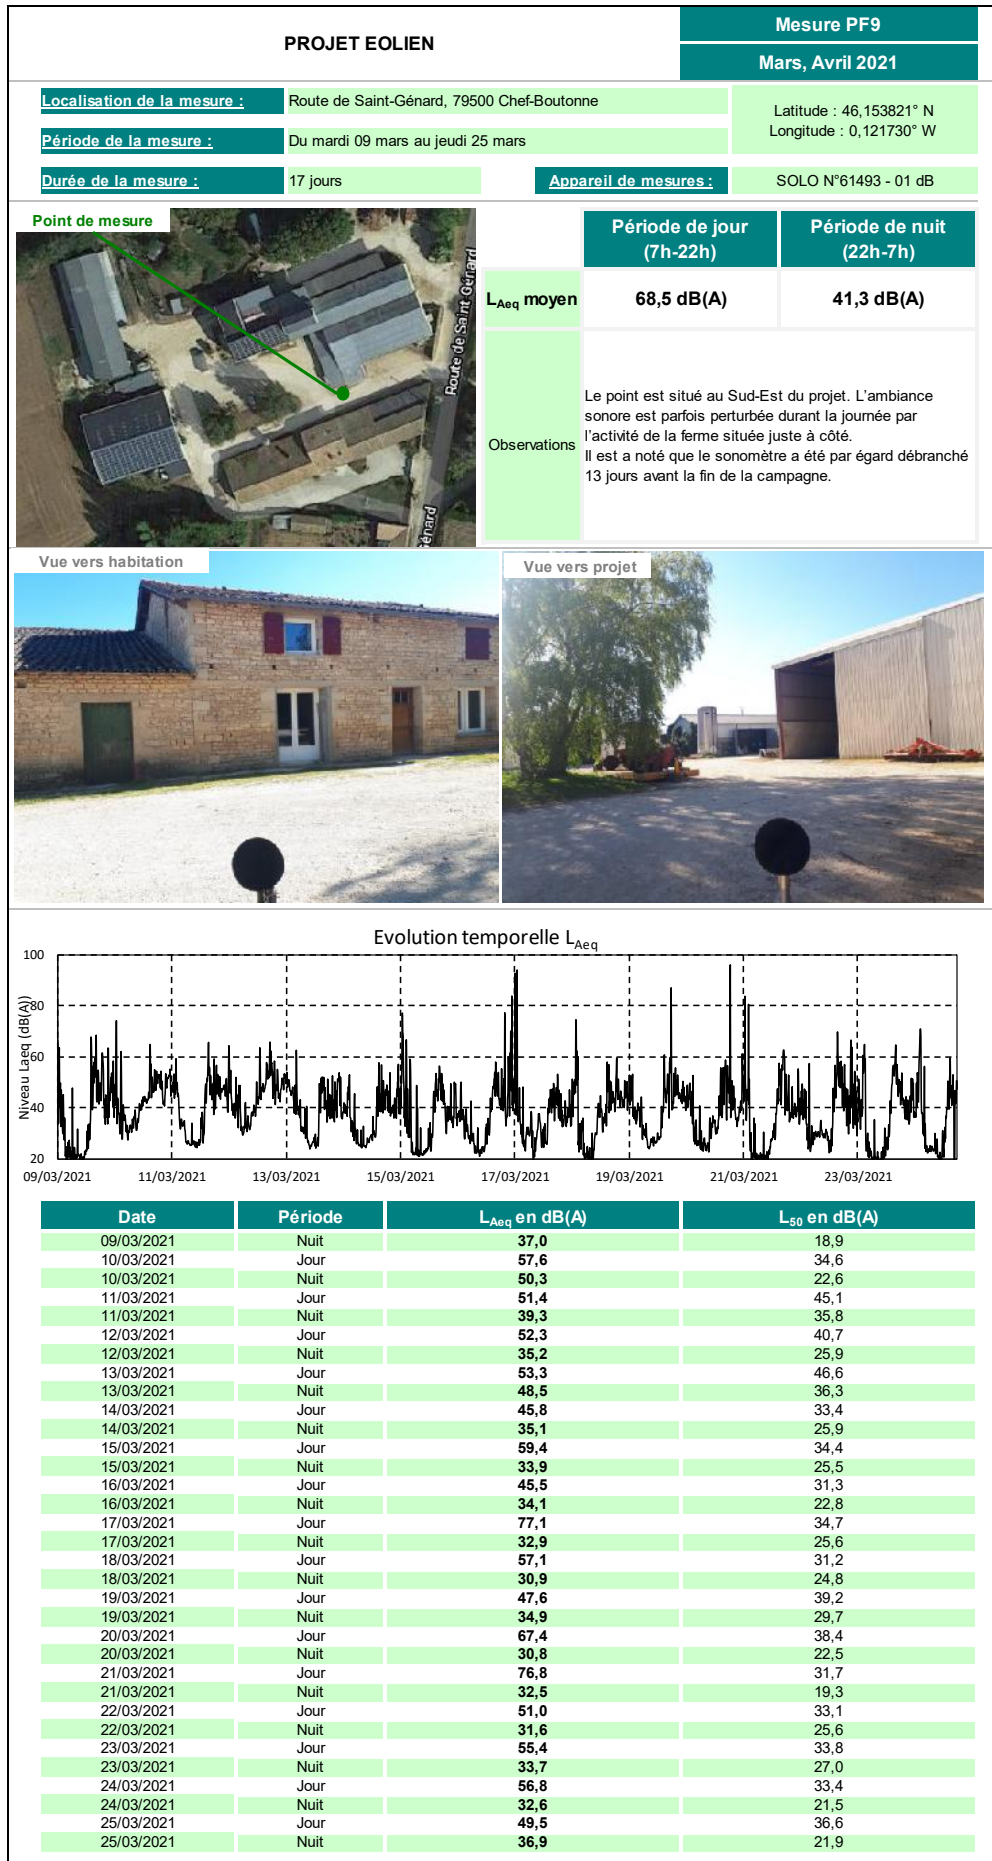 PROJET EOLIEN
Mesure PF9
Mars, Avril 2021
Localisation de la mesure :
Route de Saint-Génard, 79500 Chef-Boutonne
Latitude : 46,153821° N
Longitude : 0,121730° W
Période de la mesure :
Du mardi 09 mars au jeudi 25 mars
Durée de la mesure :
17 jours
Appareil de mesures :
SOLO N°61493 - 01 dB
Point de mesure
Route de Saint-Génard
Génard
Période de jour
(7h-22h)
Période de nuit
(22h-7h)
LAeq moyen
68,5 dB(A)
41,3 dB(A)
Observations
Le point est situé au Sud-Est du projet. L'ambiance
sonore est parfois perturbée durant la journée par
l'activité de la ferme située juste à côté.
Il est a noté que le sonomètre a été par égard débranché
13 jours avant la fin de la campagne.
Vue vers habitation
Vue vers projet
Evolution temporelle LAeq
Niveau Laeq (dB(A))
100
80
60
40
20
09/03/2021 11/03/2021 13/03/2021 15/03/2021 17/03/2021 19/03/2021 21/03/2021 23/03/2021
Date Période LAeq en dB(A) L50 en dB(A)
09/03/2021 Nuit 37,0 18,9
10/03/2021 Jour 57,6 34,6
10/03/2021 Nuit 50,3 22,6
11/03/2021 Jour 51,4 45,1
11/03/2021 Nuit 39,3 35,8
12/03/2021 Jour 52,3 40,7
12/03/2021 Nuit 35,2 25,9
13/03/2021 Jour 53,3 46,6
13/03/2021 Nuit 48,5 36,3
14/03/2021 Jour 45,8 33,4
14/03/2021 Nuit 35,1 25,9
15/03/2021 Jour 59,4 34,4
15/03/2021 Nuit 33,9 25,5
16/03/2021 Jour 45,5 31,3
16/03/2021 Nuit 34,1 22,8
17/03/2021 Jour 77,1 34,7
17/03/2021 Nuit 32,9 25,6
18/03/2021 Jour 57,1 31,2
18/03/2021 Nuit 30,9 24,8
19/03/2021 Jour 47,6 39,2
19/03/2021 Nuit 34,9 29,7
20/03/2021 Jour 67,4 38,4
20/03/2021 Nuit 30,8 22,5
21/03/2021 Jour 76,8 31,7
21/03/2021 Nuit 32,5 19,3
22/03/2021 Jour 51,0 33,1
22/03/2021 Nuit 31,6 25,6
23/03/2021 Jour 55,4 33,8
23/03/2021 Nuit 33,7 27,0
24/03/2021 Jour 56,8 33,4
24/03/2021 Nuit 32,6 21,5
25/03/2021 Jour 49,5 36,6
25/03/2021 Nuit 36,9 21,9